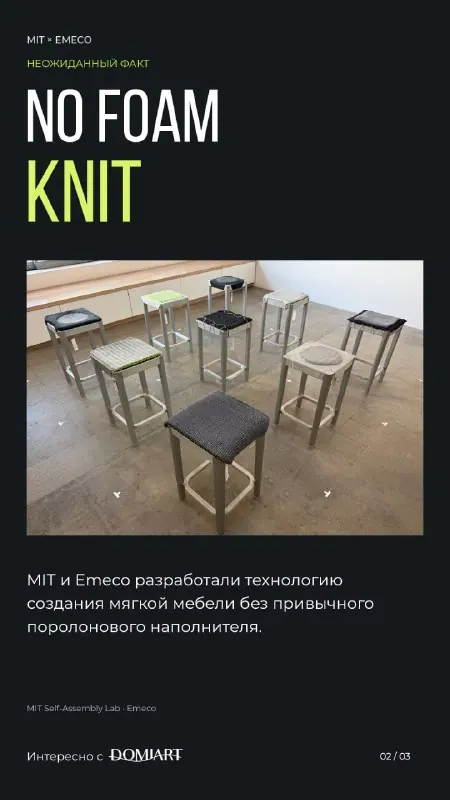 MIT × EMECO
НЕОЖИДАННЫЙ ФАКТ
NO FOAM
KNIT
MIT и Emeco разработали технологию
создания мягкой мебели без привычного
поролонового наполнителя.
MIT Self-Assembly Lab · Emeco
Интересно с DOMIART
02 / 03